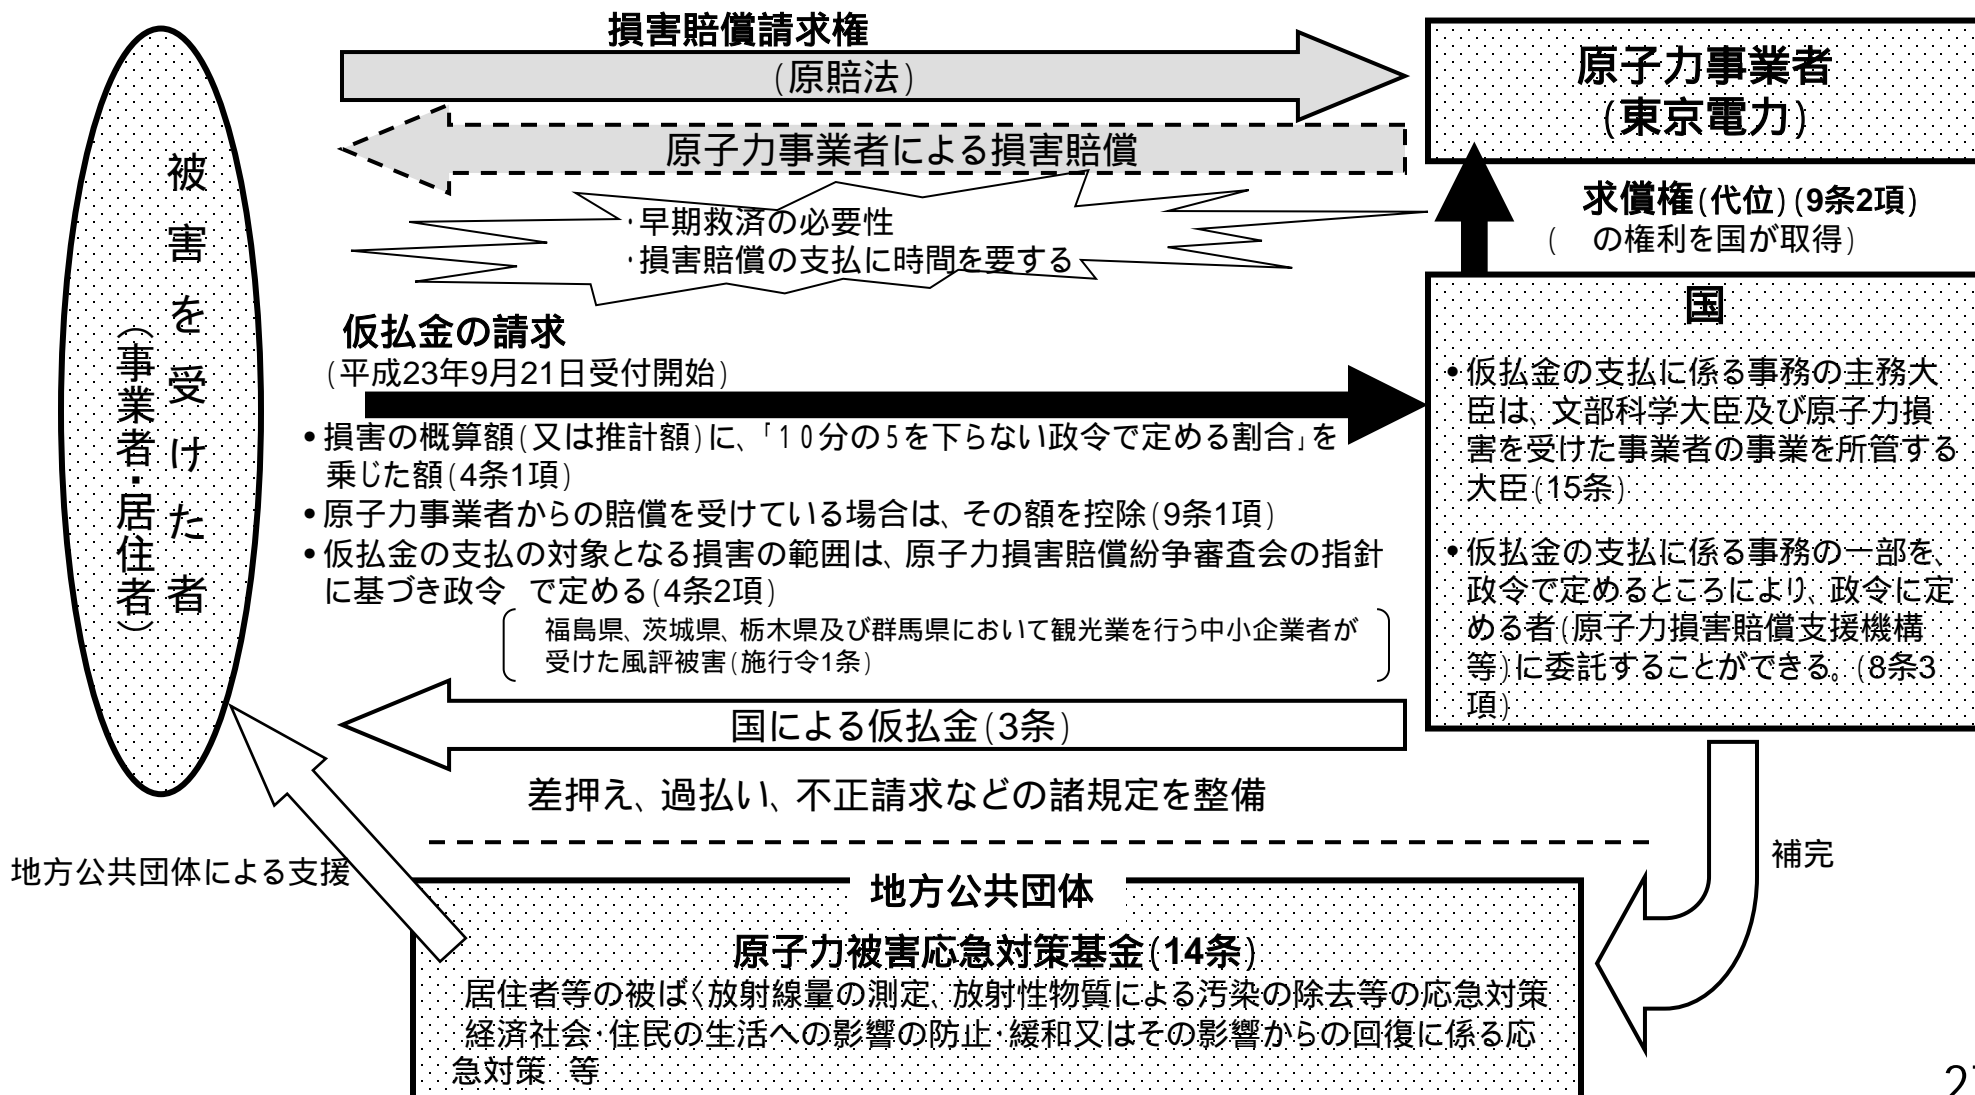 損害賠償請求権
(原賠法)
原子力事業者
(東京電力)
原子力事業者による損害賠償
・早期救済の必要性
・損害賠償の支払に時間を要する
求償権(代位)(9条2項)
(　の権利を国が取得)
被害を受けた者
(事業者・居住者)
仮払金の請求
(平成23年9月21日受付開始)
•損害の概算額(又は推計額)に、「10分の5を下らない政令で定める割合」を
乗じた額(4条1項)
•原子力事業者からの賠償を受けている場合は、その額を控除(9条1項)
•仮払金の支払の対象となる損害の範囲は、原子力損害賠償紛争審査会の指針
に基づき政令　で定める(4条2項)
福島県、茨城県、栃木県及び群馬県において観光業を行う中小企業者が
受けた風評被害(施行令1条)
国による仮払金(3条)
差押え、過払い、不正請求などの諸規定を整備
国
•仮払金の支払に係る事務の主務大
臣は、文部科学大臣及び原子力損
害を受けた事業者の事業を所管する
大臣(15条)
•仮払金の支払に係る事務の一部を、
政令で定めるところにより、政令に定
める者(原子力損害賠償支援機構
等)に委託することができる。(8条3
項)
補完
地方公共団体による支援
地方公共団体
原子力被害応急対策基金(14条)
居住者等の被ばく放射線量の測定、放射性物質による汚染の除去等の応急対策
経済社会・住民の生活への影響の防止・緩和又はその影響からの回復に係る応
急対策　等